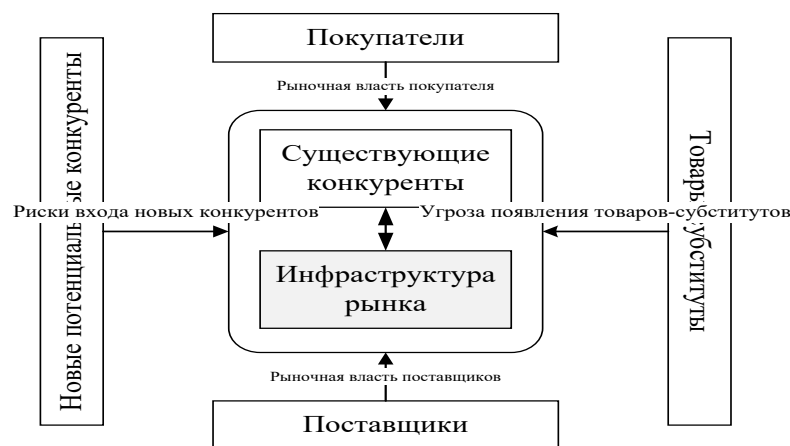 Покупатели
Рыночная власть покупателя
Новые потенциальные конкуренты
Существующие
конкуренты
Товары-субституты
Риски входа новых конкурентов
Угроза появления товаров-субститутов
Инфраструктура
рынка
Рыночная власть поставщиков
Поставщики